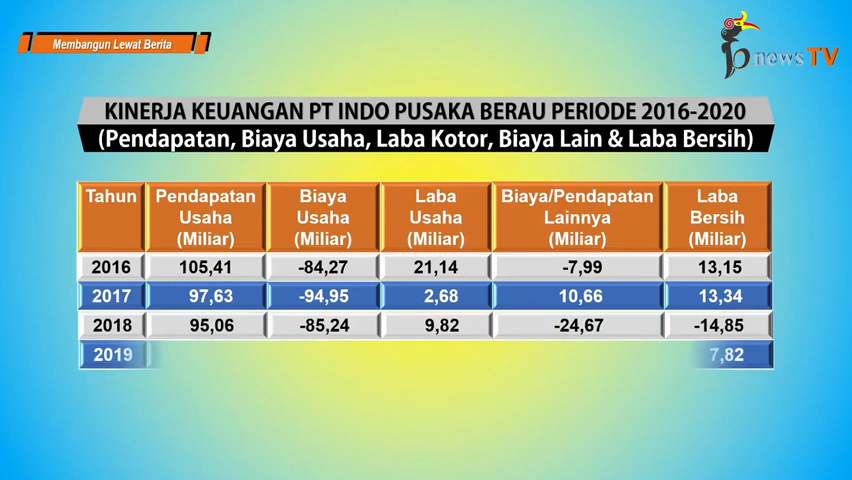 Membangun Lewat Berita
bnewsTV
KINERJA KEUANGAN PT INDO PUSAKA BERAU PERIODE 2016-2020
(Pendapatan, Biaya Usaha, Laba Kotor, Biaya Lain & Laba Bersih)
Tahun Pendapatan Usaha (Miliar) Biaya Usaha (Miliar) Laba Usaha (Miliar) Biaya/Pendapatan Lainnya (Miliar) Laba Bersih (Miliar)
2016 105,41 -84,27 21,14 -7,99 13,15
2017 97,63 -94,95 2,68 10,66 13,34
2018 95,06 -85,24 9,82 -24,67 -14,85
2019 7,82